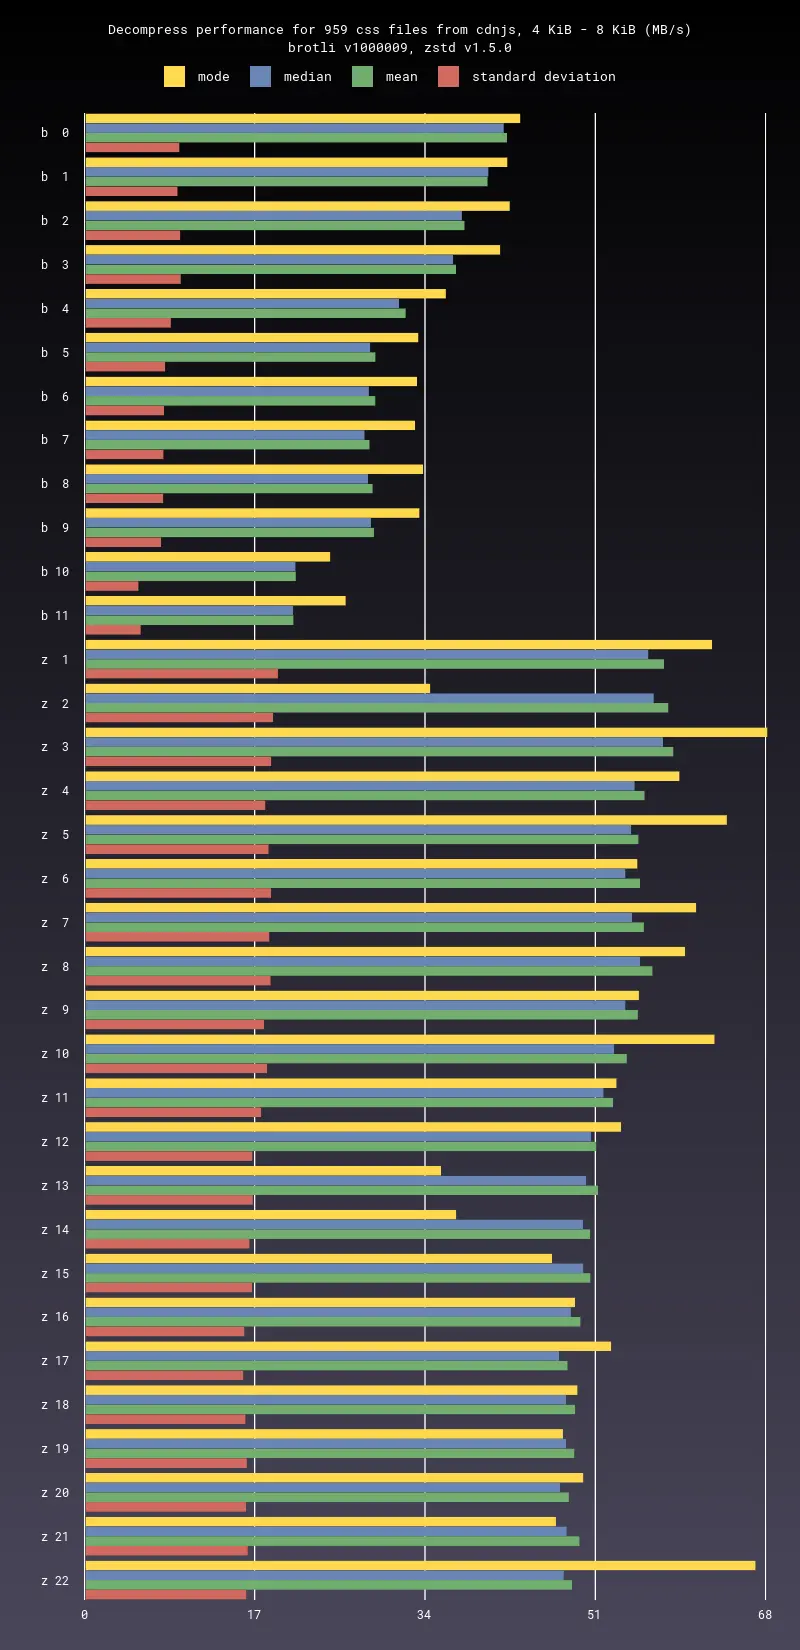 Decompress performance for 959 css files from cdnjs, 4 KiB - 8 KiB (MB/s)
brotli v1000009, zstd v1.5.0
mode median mean standard deviation
b 0
b 1
b 2
b 3
b 4
b 5
b 6
b 7
b 8
b 9
b 10
b 11
z 1
z 2
z 3
z 4
z 5
z 6
z 7
z 8
z 9
z 10
z 11
z 12
z 13
z 14
z 15
z 16
z 17
z 18
z 19
z 20
z 21
z 22
0 17 34 51 68